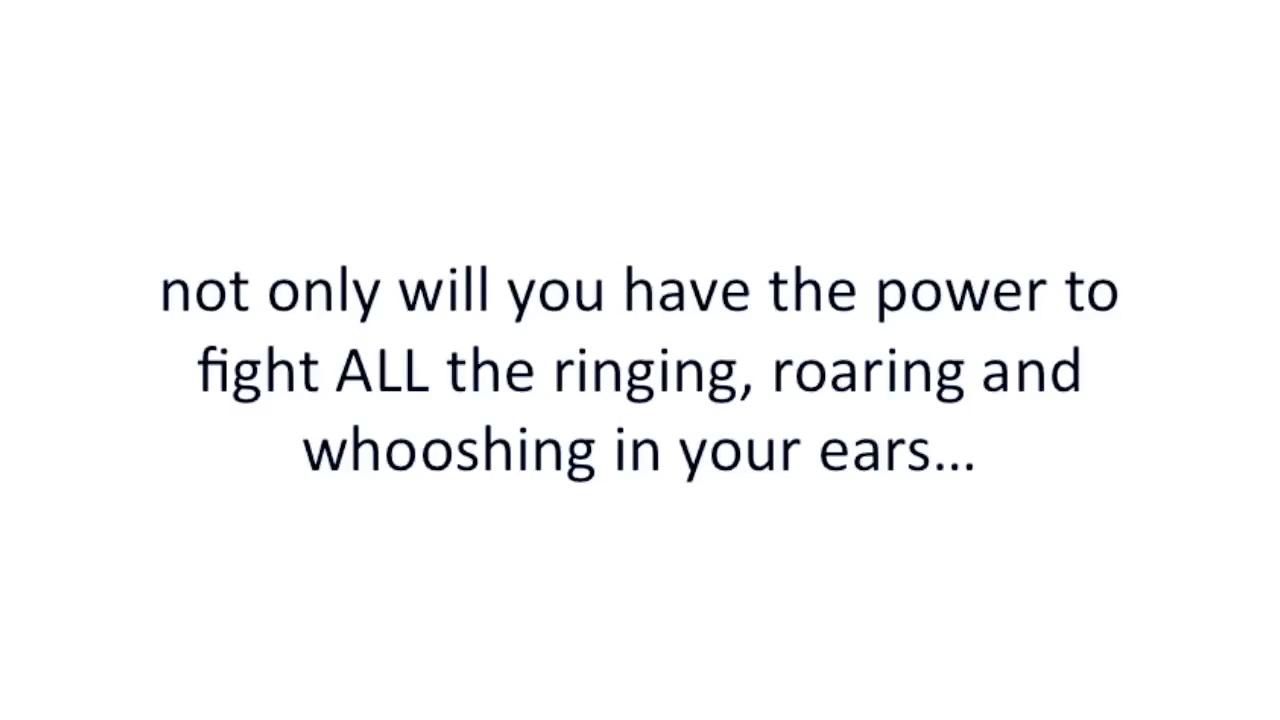 not only will you have the power to
fight ALL the ringing, roaring and
whooshing in your ears...